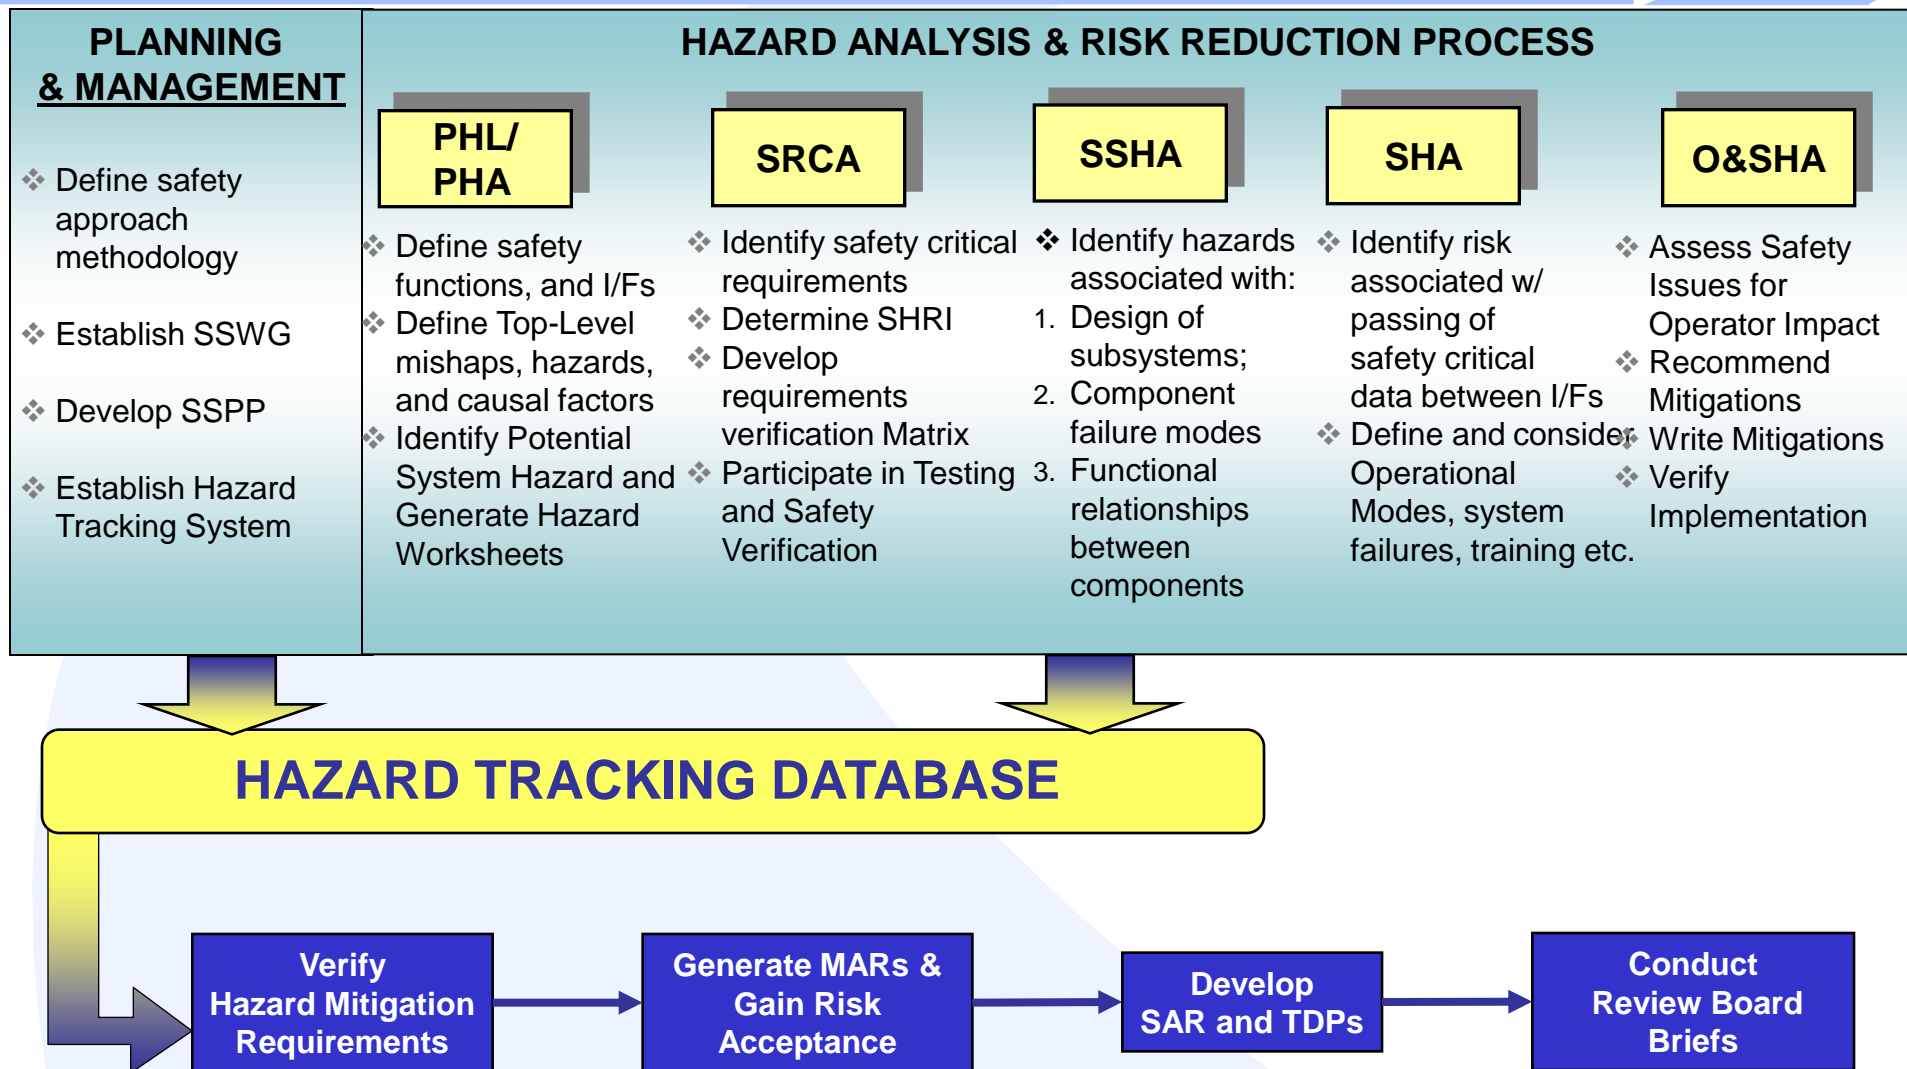 PLANNING
& MANAGEMENT
❖ Define safety
approach
methodology
❖ Establish SSWG
❖ Develop SSPP
❖ Establish Hazard
Tracking System
HAZARD ANALYSIS & RISK REDUCTION PROCESS
PHL/
PHA
❖ Define safety
functions, and I/Fs
❖ Define Top-Level
mishaps, hazards,
and causal factors
❖ Identify Potential
System Hazard and
Generate Hazard
Worksheets
SRCA
❖ Identify safety critical
requirements
❖ Determine SHRI
❖ Develop
requirements
verification Matrix
❖ Participate in Testing
and Safety
Verification
SSHA
❖ Identify hazards
associated with:
1. Design of
subsystems;
2. Component
failure modes
3. Functional
relationships
between
components
SHA
❖ Identify risk
associated w/
passing of
safety critical
data between I/Fs
❖ Define and consider
Operational
Modes, system
failures, training etc.
O&SHA
❖ Assess Safety
Issues for
Operator Impact
❖ Recommend
Mitigations
❖ Write Mitigations
❖ Verify
Implementation
HAZARD TRACKING DATABASE
Verify
Hazard Mitigation
Requirements
Generate MARs &
Gain Risk
Acceptance
Develop
SAR and TDPs
Conduct
Review Board
Briefs